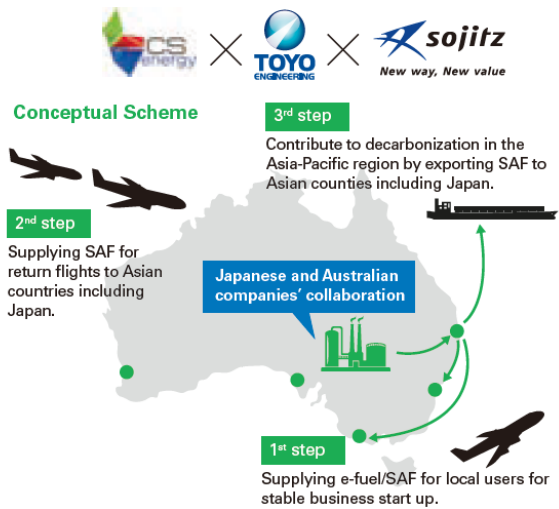 CS
energy
TOYO
ENGINEERING
sojitz
New way, New value
Conceptual Scheme
3rd step
Contribute to decarbonization in the
Asia-Pacific region by exporting SAF to
Asian counties including Japan.
2nd step
Supplying SAF for
return flights to Asian
countries including
Japan.
Japanese and Australian
companies' collaboration
1st step
Supplying e-fuel/SAF for local users for
stable business start up.